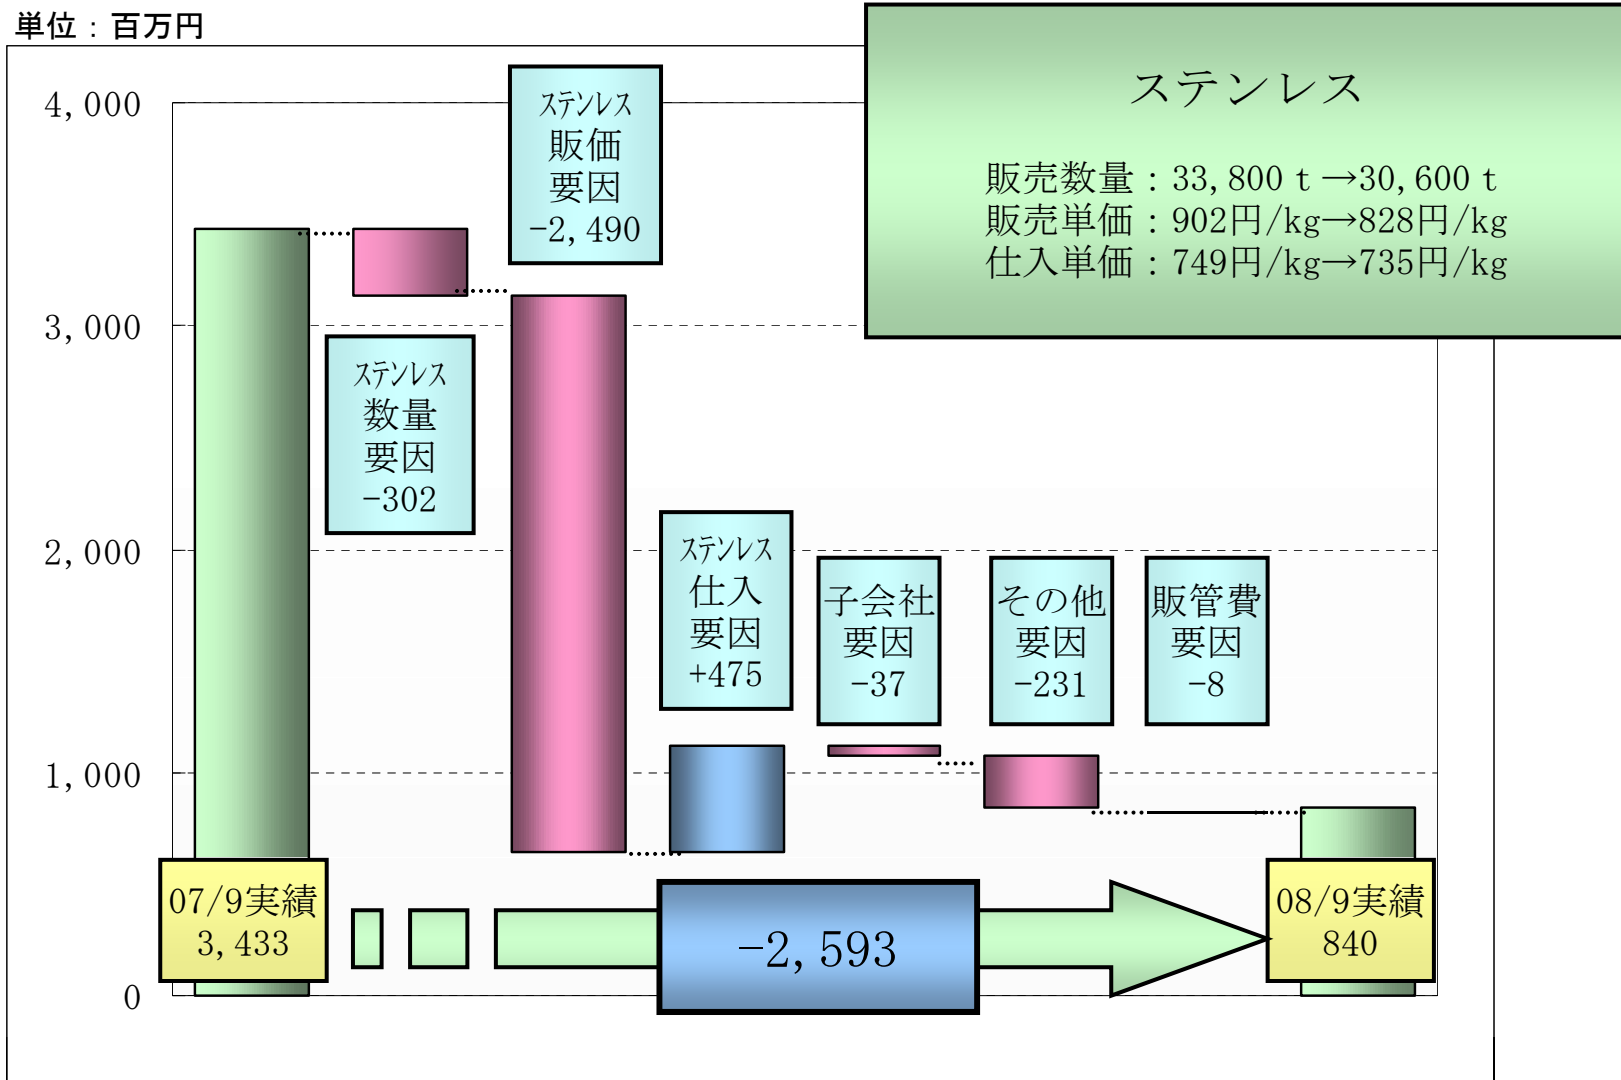 単位：百万円
ステンレス
販売数量：33,800ｔ→30,600ｔ
販売単価：902円/kg→828円/kg
仕入単価：749円/kg→735円/kg
4,000
3,000
2,000
1,000
0
ステンレス
販価
要因
-2,490
ステンレス
数量
要因
-302
ステンレス
仕入
要因
+475
子会社
要因
-37
その他
要因
-231
販管費
要因
-8
07/9実績
3,433
-2,593
08/9実績
840